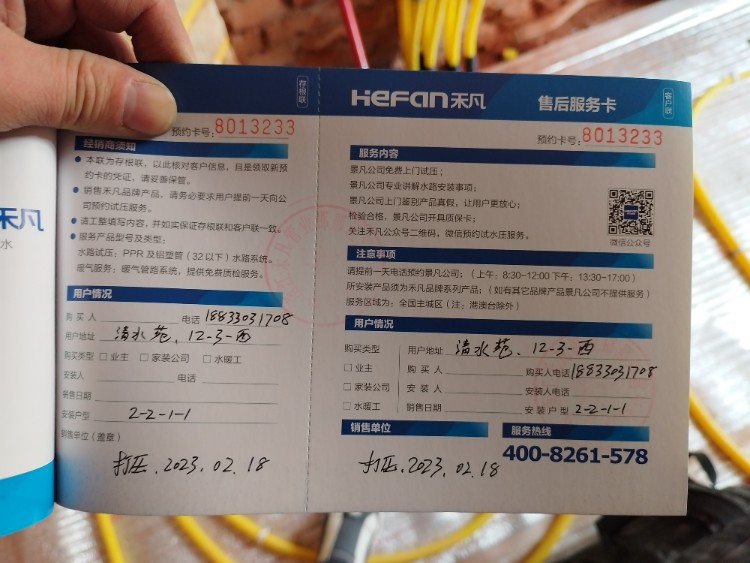 禾凡
水
存根联
预约卡号:8013233
经销商须知
● 本联为存根联，以此核对客户信息，且是领取新预
约卡的凭证，请妥善保管。
● 销售禾凡品牌产品，请务必要求用户提前一天向公
司预约试压服务。
● 请工整填写内容，并如实保证存根联和客户联一致。
● 服务产品型号及类型:
水路试压: PPR 及铝塑管（32以下）水路系统。
暖气服务: 暖气管路系统，提供免费质检服务。
用户情况
购 买 人 电话 18833031708
用户地址 清水苑、12-3-西
购买类型 □ 业主 □ 家装公司 □ 水暖工
安装人 电话
销售日期
安装户型 2-2-1-1
销售单位（盖章）
打压、2023.02.18
HeFan禾凡 售后服务卡
客户联
预约卡号:8013233
服务内容
景凡公司免费上门试压；
景凡公司专业讲解水路安装事项；
景凡公司上门鉴别产品真假，让用户更放心；
检验合格，景凡公司开具质保卡；
关注禾凡公众号二维码，微信预约试水压服务。
微信公众号
注意事项
请提前一天电话预约景凡公司；（上午: 8:30-12:00 下午: 13:30-17:00）
所安装产品须为禾凡品牌系列产品；（如有其它品牌产品景凡公司不提供服务）
服务区域为: 全国主城区（注: 港澳台除外）
用户情况
购买类型 用户地址 清水苑、12-3-西
□ 业主 购 买 人 购买人电话 18833031708
□ 家装公司 安 装 人 安装人电话
□ 水暖工 销售日期 安 装 户 型 2-2-1-1
销售单位 服务热线
400-8261-578
打压、2023.02.18